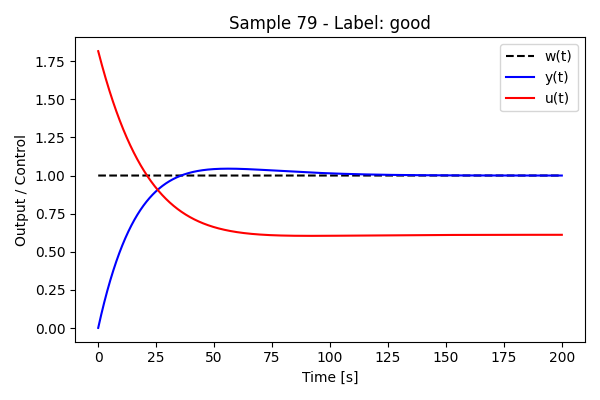 Sample 79 - Label: good
w(t)
y(t)
u(t)
Output / Control
1.75
1.50
1.25
1.00
0.75
0.50
0.25
0.00
0 25 50 75 100 125 150 175 200
Time [s]